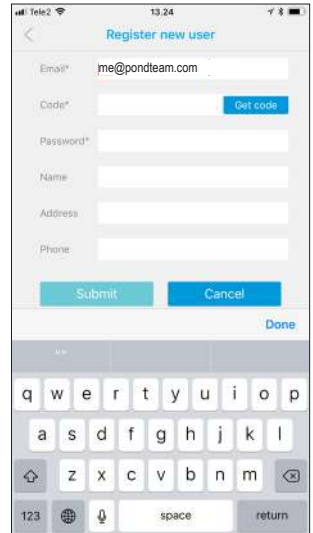 Tele2 13.24
Register new user
Email* me@pondteam.com
Code* Get code
Password*
Name
Address
Phone
Submit Cancel
Done
""
q w e r t y u i o p
a s d f g h j k l
z x c v b n m
123 space return